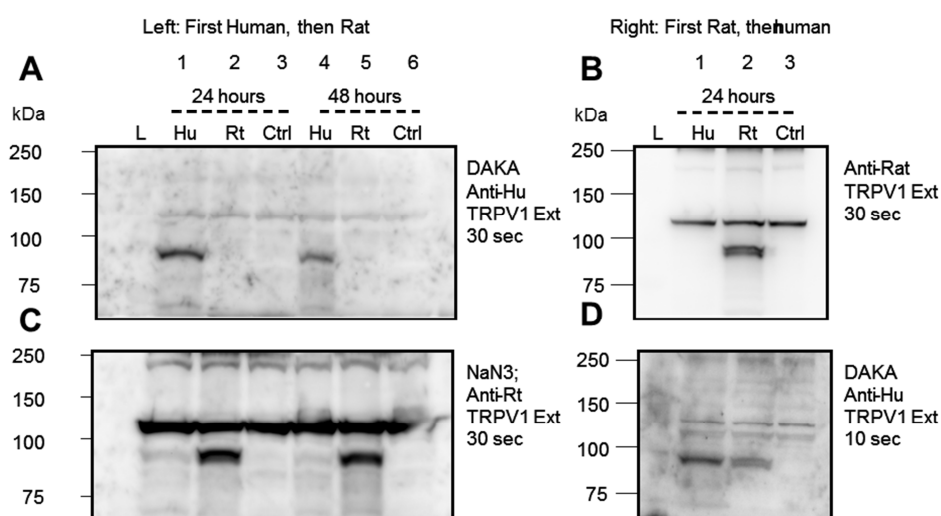 Left: First Human, then Rat
Right: First Rat, thenhuman
A
1 2 3 4 5 6
24 hours 48 hours
kDa
L Hu Rt Ctrl Hu Rt Ctrl
250
150
100
75
DAKA
Anti-Hu
TRPV1 Ext
30 sec
B
1 2 3
24 hours
kDa
L Hu Rt Ctrl
250
150
100
75
Anti-Rat
TRPV1 Ext
30 sec
C
250
150
100
75
NaN3;
Anti-Rt
TRPV1 Ext
30 sec
D
250
150
100
75
DAKA
Anti-Hu
TRPV1 Ext
10 sec